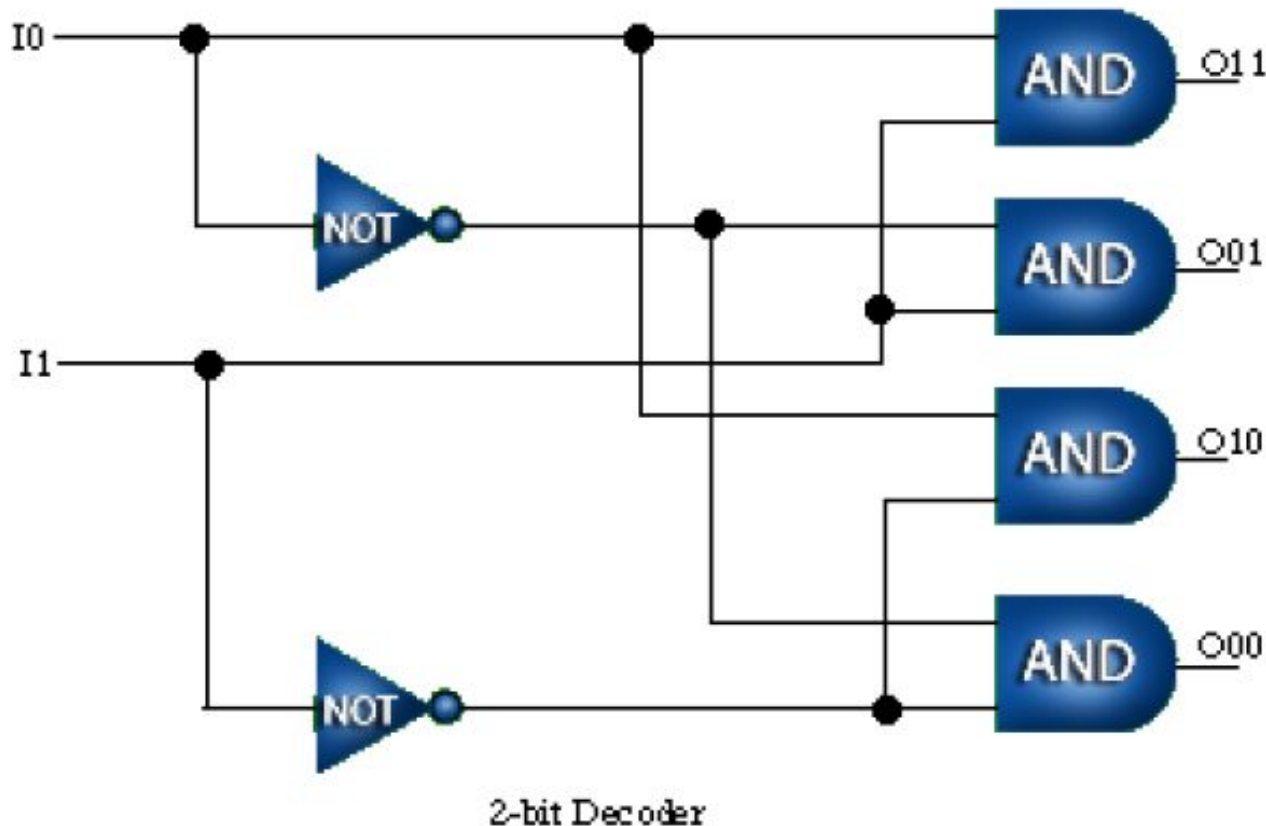 I0
AND
O11
NOT
AND
O01
I1
AND
O10
NOT
AND
O00
2-bit Decoder